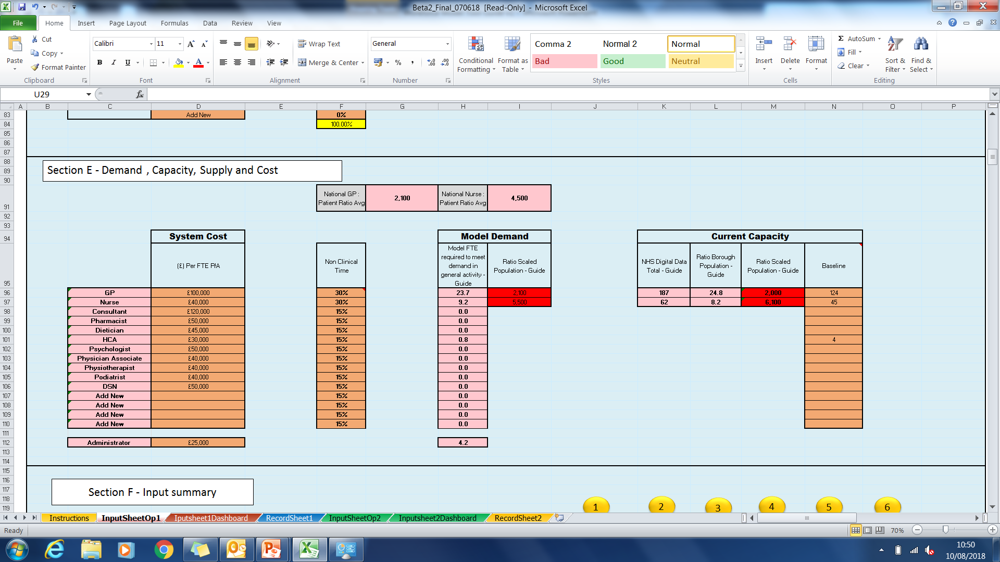 Beta2_Final_070618 [Read-Only] - Microsoft Excel
File Home Insert Page Layout Formulas Data Review View
Paste
Cut
Copy
Format Painter
Clipboard
Calibri 11
B I U
Font
Wrap Text
Merge & Center
Alignment
General
% ,
Number
Conditional Formatting
Format as Table
Comma 2 Normal 2 Normal
Bad Good Neutral
Styles
Insert Delete Format
Cells
Σ AutoSum
Fill
Clear
Sort & Filter
Find & Select
Editing
U29 fx
A B C D E F G H I J K L M N O P
83 Add New 0%
84 100.00%
85
86
87
88
89 Section E - Demand , Capacity, Supply and Cost
90
91 National GP : Patient Ratio Avg 2,100 National Nurse : Patient Ratio Avg 4,500
92
93
94 System Cost Model Demand Current Capacity
95 (£) Per FTE P/A Non Clinical Time Model FTE required to meet demand in general activity - Guide Ratio Scaled Population - Guide NHS Digital Data Total - Guide Ratio Borough Population - Guide Ratio Scaled Population - Guide Baseline
96 GP £100,000 30% 23.7 2,100 187 24.8 2,000 124
97 Nurse £40,000 30% 9.2 5,500 62 8.2 6,100 45
98 Consultant £120,000 15% 0.0
99 Pharmacist £50,000 15% 0.0
100 Dietician £45,000 15% 0.0
101 HCA £30,000 15% 0.8 4
102 Psychologist £50,000 15% 0.0
103 Physician Associate £40,000 15% 0.0
104 Physiotherapist £40,000 15% 0.0
105 Podiatrist £40,000 15% 0.0
106 DSN £50,000 15% 0.0
107 Add New 15% 0.0
108 Add New 15% 0.0
109 Add New 15% 0.0
110 Add New 15% 0.0
111
112 Administrator £25,000 4.2
113
114
115
116
117 Section F - Input summary
118
119 1 2 3 4 5 6
Instructions InputSheetOp1 Iputsheet1Dashboard RecordSheet1 InputSheetOp2 Inputsheet2Dashboard RecordSheet2
Ready 70%
10:50
10/08/2018